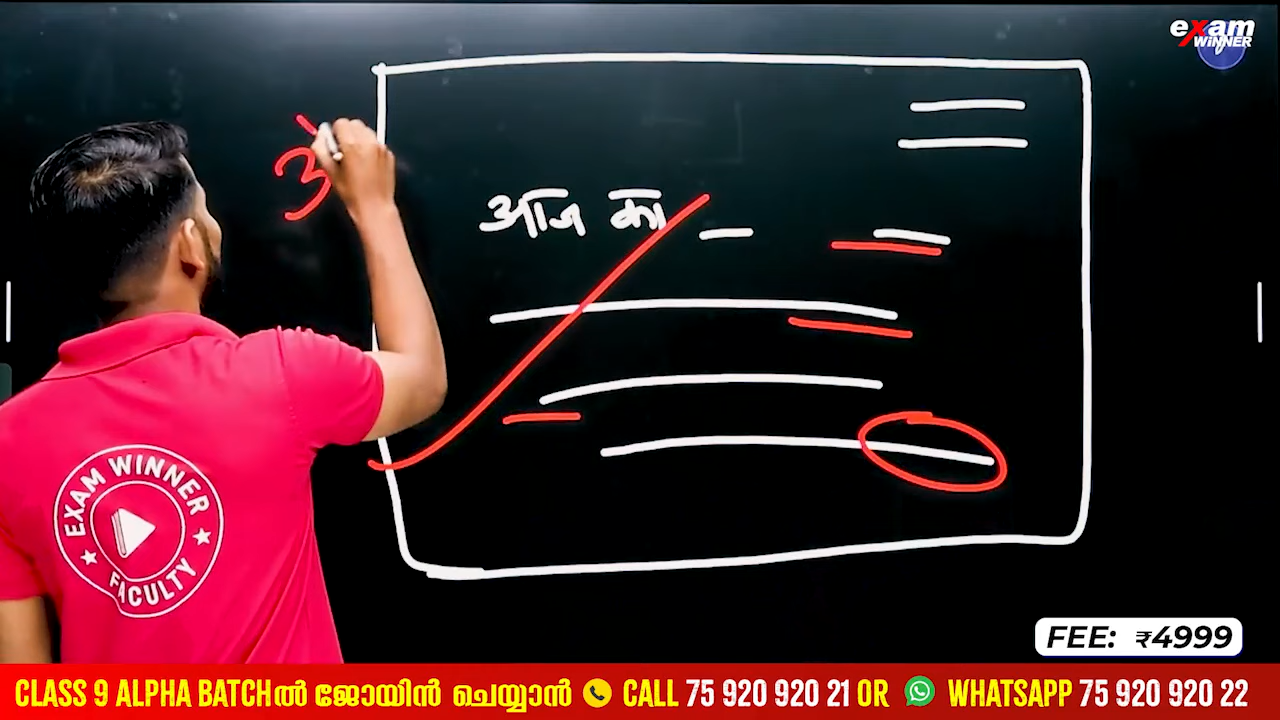 exam
WINNER
आज का
EXAM WINNER
FACULTY
FEE: ₹4999
CLASS 9 ALPHA BATCHൽ ജോയിൻ ചെയ്യാൻ CALL 75 920 920 21 OR WHATSAPP 75 920 920 22